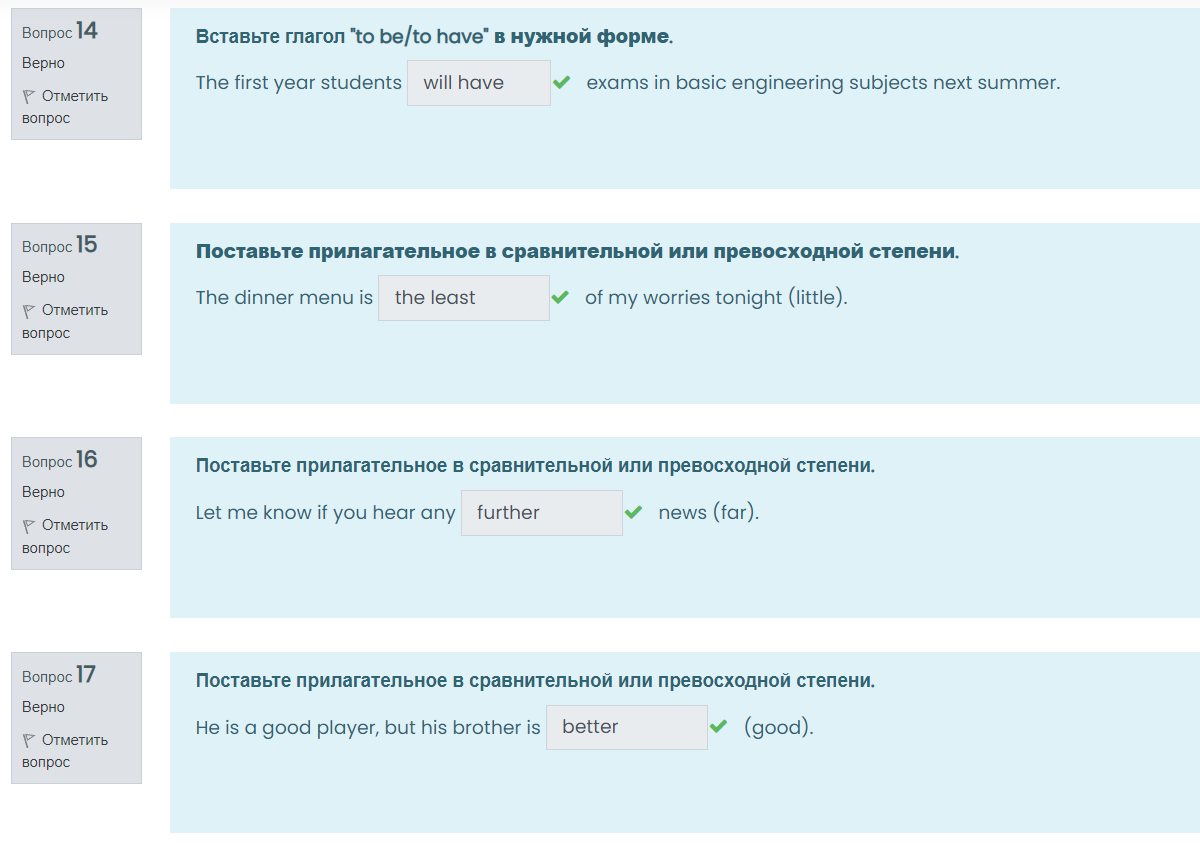 Вопрос 14
Верно
Отметить
вопрос
Вставьте глагол "to be/to have" в нужной форме.
The first year students will have exams in basic engineering subjects next summer.
Вопрос 15
Верно
Отметить
вопрос
Поставьте прилагательное в сравнительной или превосходной степени.
The dinner menu is the least of my worries tonight (little).
Вопрос 16
Верно
Отметить
вопрос
Поставьте прилагательное в сравнительной или превосходной степени.
Let me know if you hear any further news (far).
Вопрос 17
Верно
Отметить
вопрос
Поставьте прилагательное в сравнительной или превосходной степени.
He is a good player, but his brother is better (good).